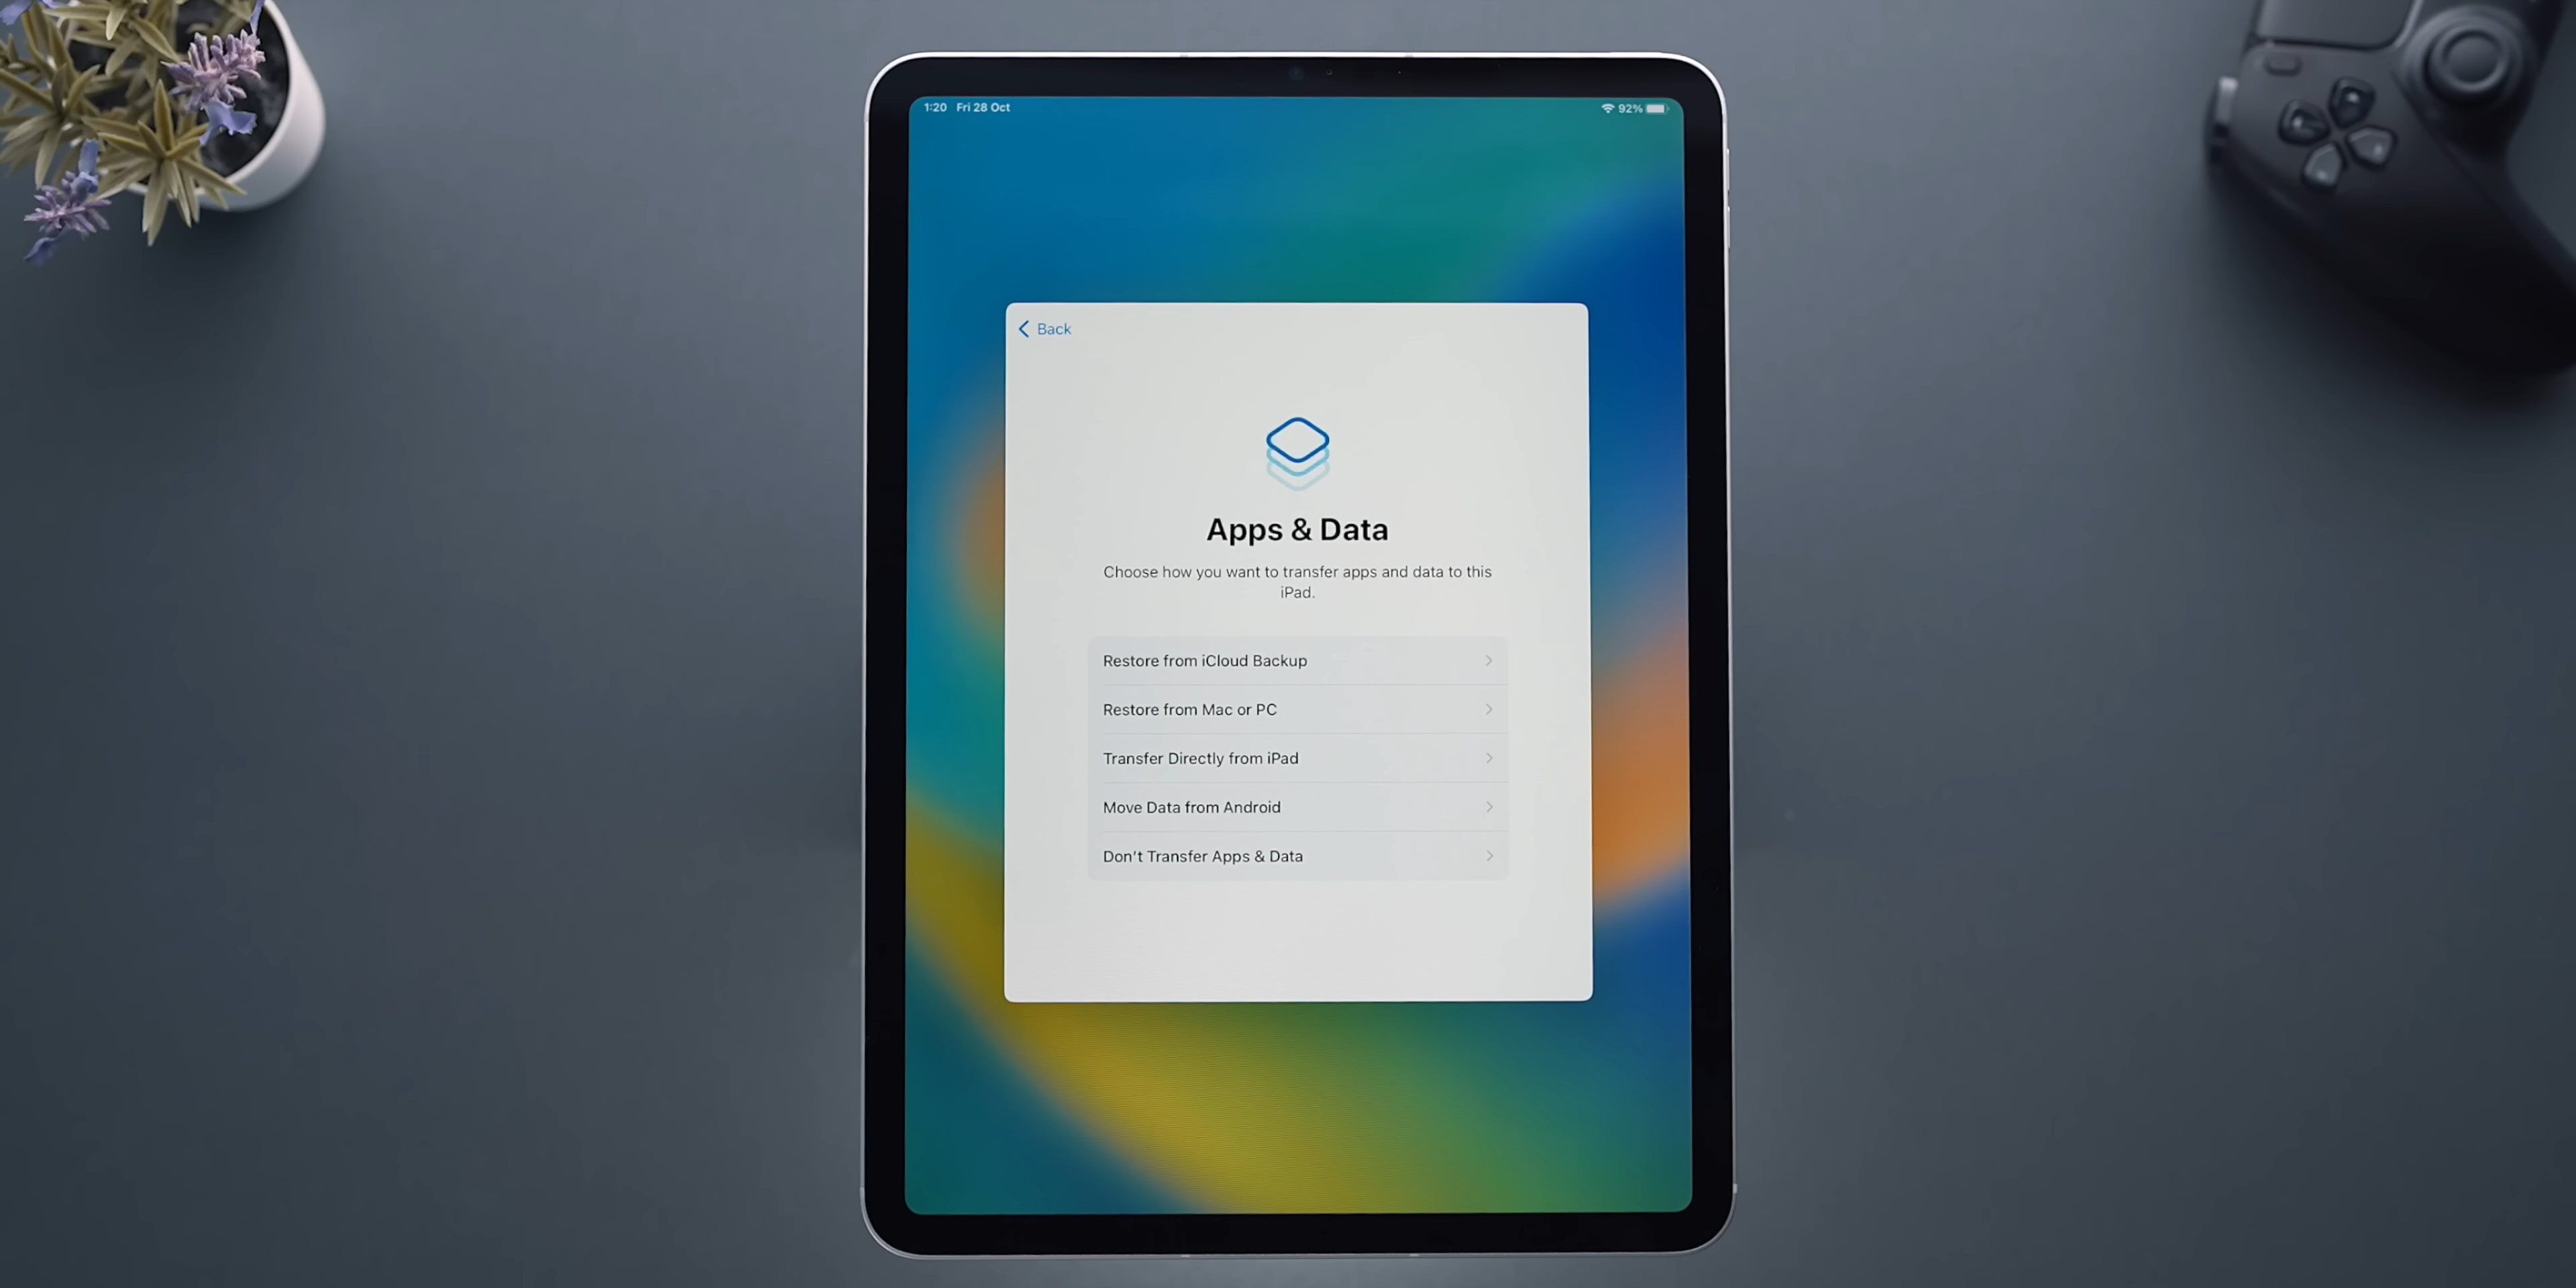 1:20 Fri 28 Oct
92%
Back
Apps & Data
Choose how you want to transfer apps and data to this
iPad.
Restore from iCloud Backup
Restore from Mac or PC
Transfer Directly from iPad
Move Data from Android
Don't Transfer Apps & Data